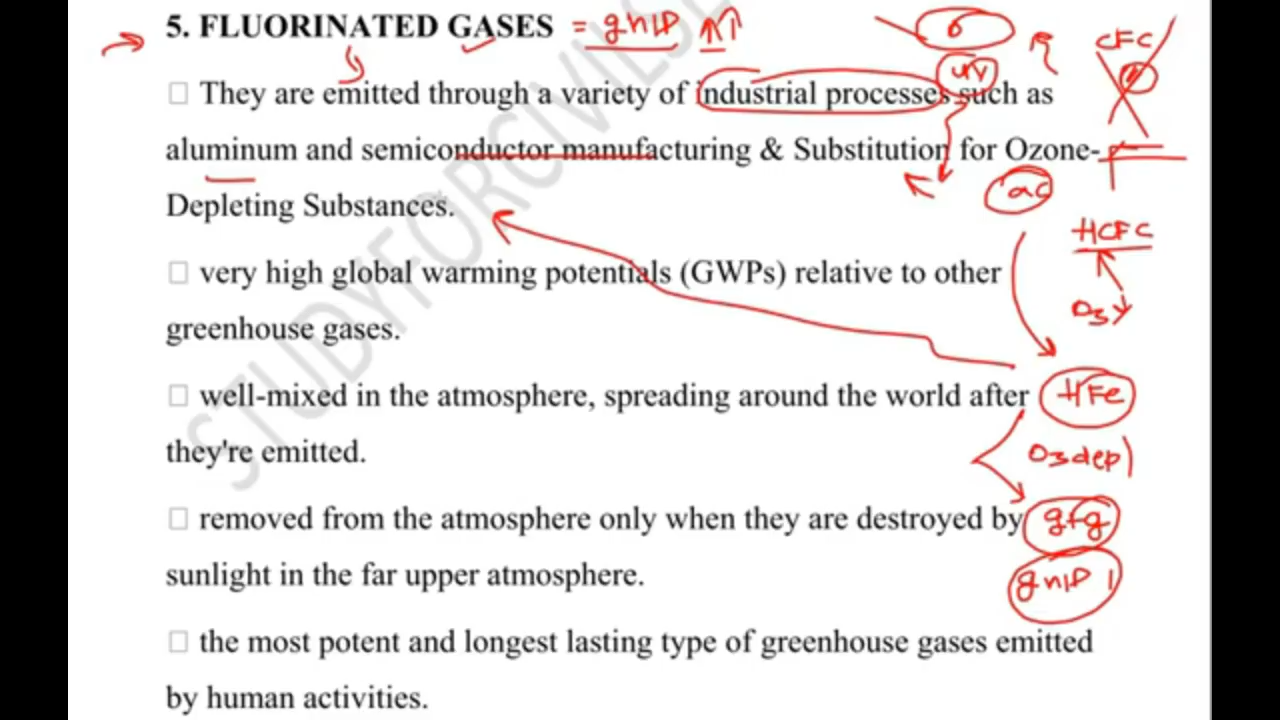 5. FLUORINATED GASES = gwp ↑↑
They are emitted through a variety of industrial processes such as
aluminum and semiconductor manufacturing & Substitution for Ozone-
Depleting Substances.
very high global warming potentials (GWPs) relative to other
greenhouse gases.
well-mixed in the atmosphere, spreading around the world after
they're emitted.
removed from the atmosphere only when they are destroyed by
sunlight in the far upper atmosphere.
the most potent and longest lasting type of greenhouse gases emitted
by human activities.
UV
CFC
ac
HCFC
O3 ↓
HFC
O3 dep
gwp
STUDYFORCIVILSE